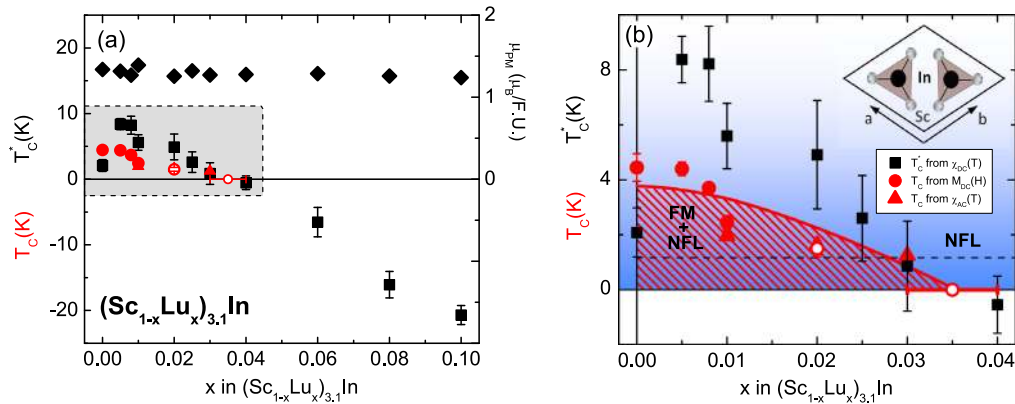 (a)
20
10
0
-10
-20
T*C(K)
TC(K)
2
1
0
μPM (μB/F.U.)
(Sc1-xLux)3.1In
0.00 0.02 0.04 0.06 0.08 0.10
x in (Sc1-xLux)3.1In
(b)
8
4
0
T*C(K)
TC(K)
In
Sc
a
b
T*C from χDC(T)
TC from MDC(H)
TC from χAC(T)
FM
+
NFL
NFL
0.00 0.01 0.02 0.03 0.04
x in (Sc1-xLux)3.1In